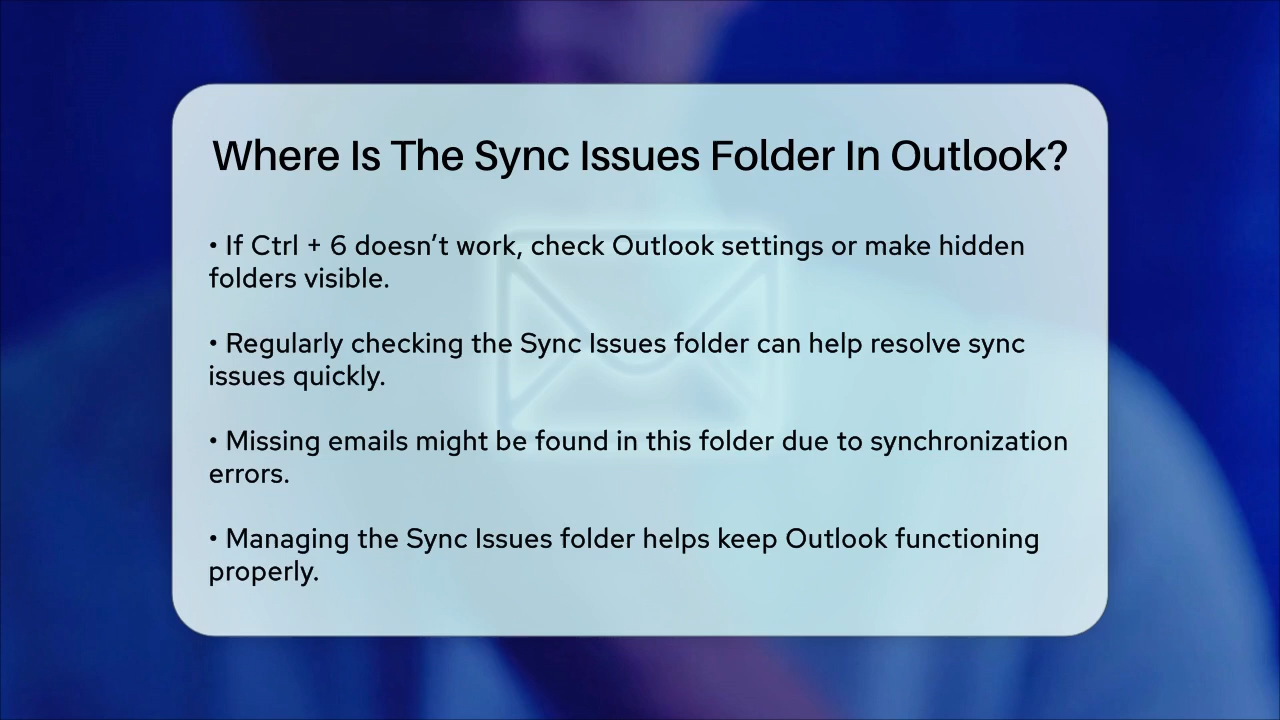 Where Is The Sync Issues Folder In Outlook?
• If Ctrl + 6 doesn’t work, check Outlook settings or make hidden
folders visible.
• Regularly checking the Sync Issues folder can help resolve sync
issues quickly.
• Missing emails might be found in this folder due to synchronization
errors.
• Managing the Sync Issues folder helps keep Outlook functioning
properly.